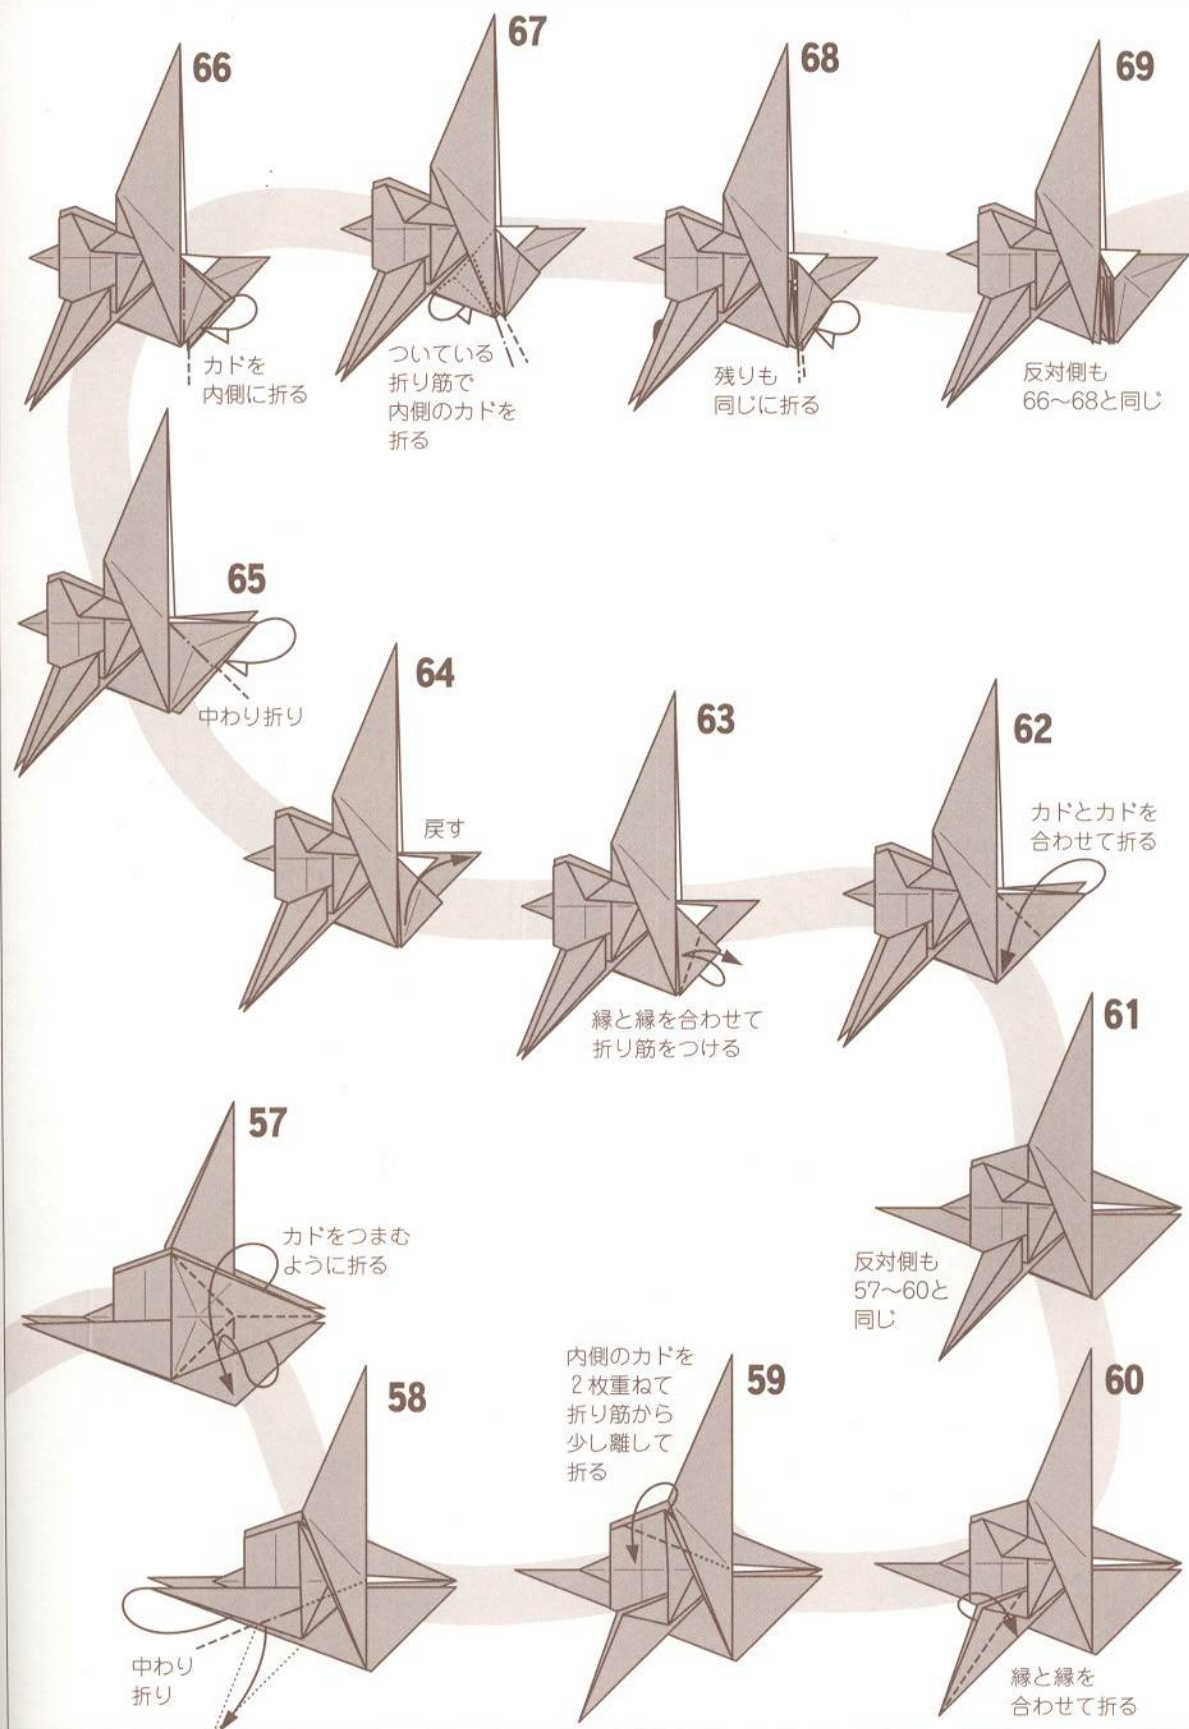 66
カドを
内側に折る
67
ついている
折り筋で
内側のカドを
折る
68
残りも
同じに折る
69
反対側も
66〜68と同じ
65
中わり折り
64
戻す
63
縁と縁を合わせて
折り筋をつける
62
カドとカドを
合わせて折る
61
反対側も
57〜60と
同じ
57
カドをつまむ
ように折る
58
中わり
折り
59
内側のカドを
2枚重ねて
折り筋から
少し離して
折る
60
縁と縁を
合わせて折る